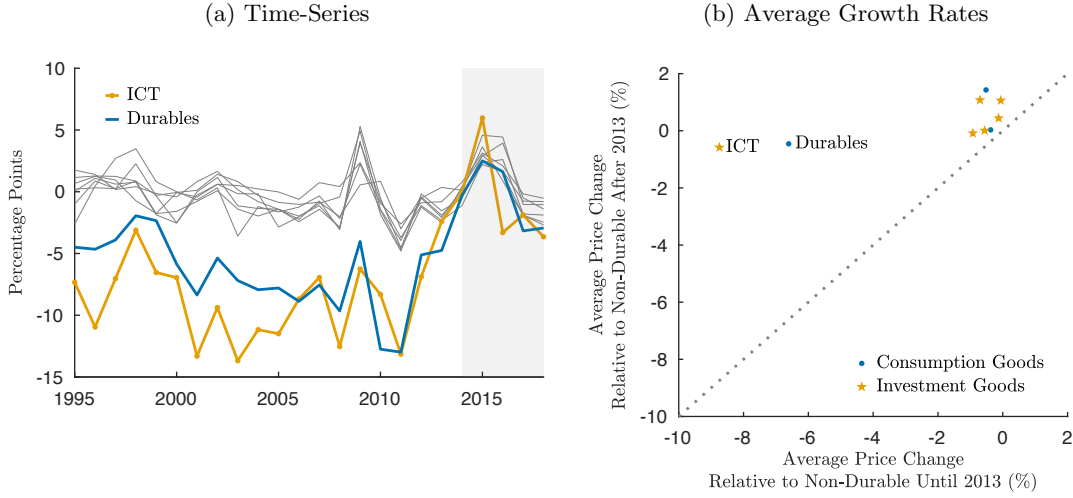 (a) Time-Series
Percentage Points
10
5
0
-5
-10
-15
ICT
Durables
1995
2000
2005
2010
2015
(b) Average Growth Rates
Average Price Change
Relative to Non-Durable After 2013 (%)
2
0
-2
-4
-6
-8
-10
ICT
Durables
Consumption Goods
Investment Goods
-10
-8
-6
-4
-2
0
2
Average Price Change
Relative to Non-Durable Until 2013 (%)